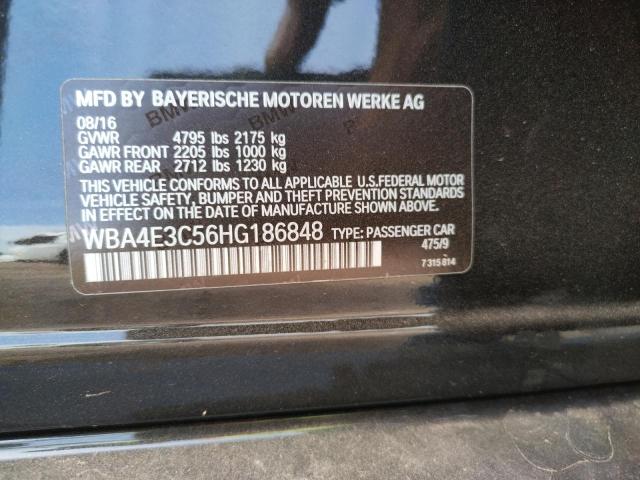 MFD BY BAYERISCHE MOTOREN WERKE AG
08/16
GVWR 4795 lbs 2175 kg
GAWR FRONT 2205 lbs 1000 kg
GAWR REAR 2712 lbs 1230 kg
THIS VEHICLE CONFORMS TO ALL APPLICABLE U.S.FEDERAL MOTOR
VEHICLE SAFETY, BUMPER AND THEFT PREVENTION STANDARDS
IN EFFECT ON THE DATE OF MANUFACTURE SHOWN ABOVE.
WBA4E3C56HG186848 TYPE: PASSENGER CAR
475/9
7315814